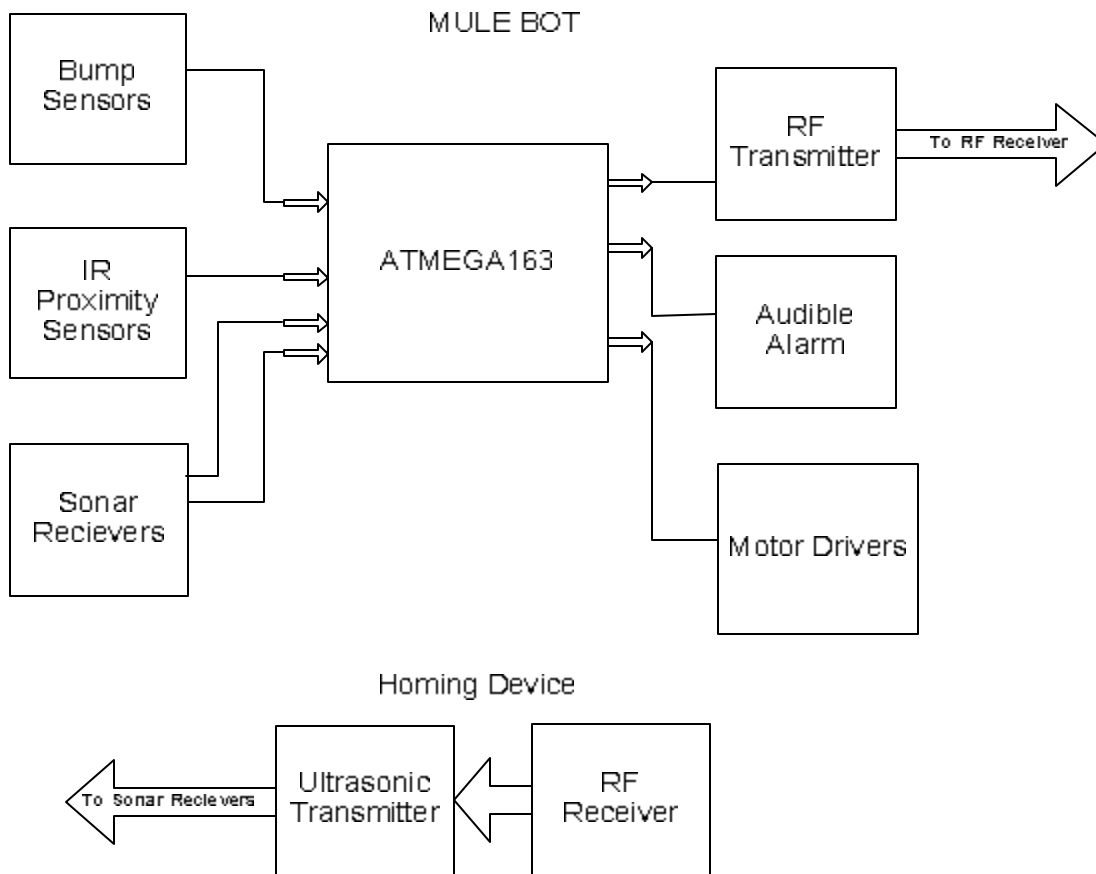 MULE BOT
Bump
Sensors
RF
Transmitter
To RF Receiver
IR
Proximity
Sensors
ATMEGA163
Audible
Alarm
Sonar
Recievers
Motor Drivers
Homing Device
To Sonar Recievers
Ultrasonic
Transmitter
RF
Receiver